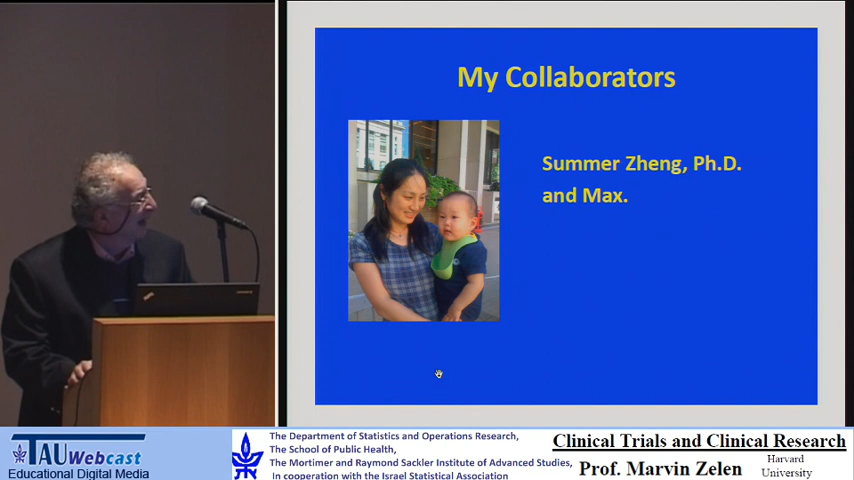 My Collaborators
Summer Zheng, Ph.D.
and Max.
TAU Webcast
Educational Digital Media
The Department of Statistics and Operations Research,
The School of Public Health,
The Mortimer and Raymond Sackler Institute of Advanced Studies,
In cooperation with the Israel Statistical Association
Clinical Trials and Clinical Research
Prof. Marvin Zelen
Harvard
University